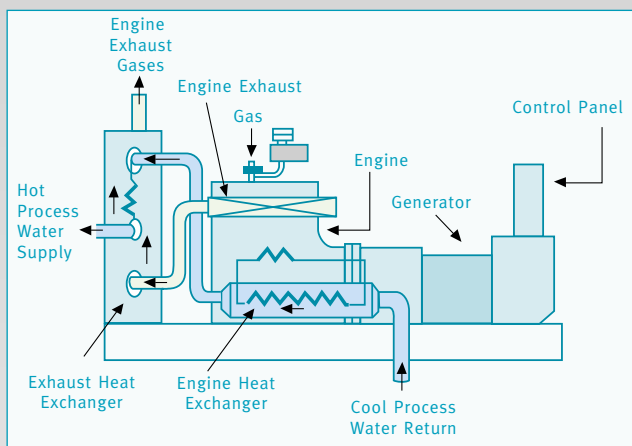 Engine
Exhaust
Gases
Engine Exhaust
Gas
Control Panel
Engine
Generator
Hot
Process
Water
Supply
Exhaust Heat
Exchanger
Engine Heat
Exchanger
Cool Process
Water Return